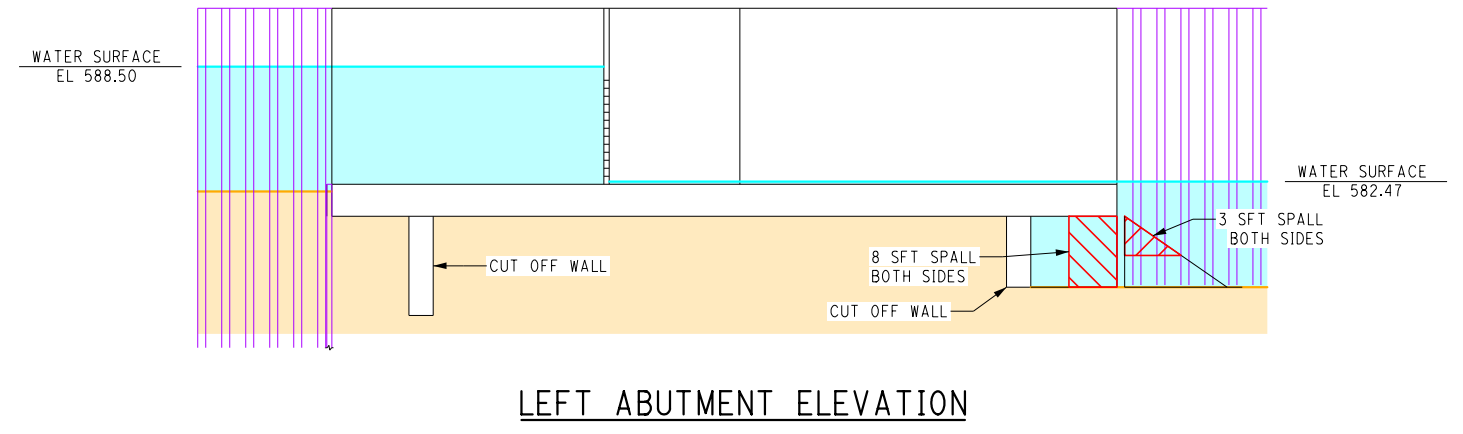 WATER SURFACE
EL 588.50
WATER SURFACE
EL 582.47
3 SFT SPALL
BOTH SIDES
8 SFT SPALL
BOTH SIDES
CUT OFF WALL
CUT OFF WALL
LEFT ABUTMENT ELEVATION